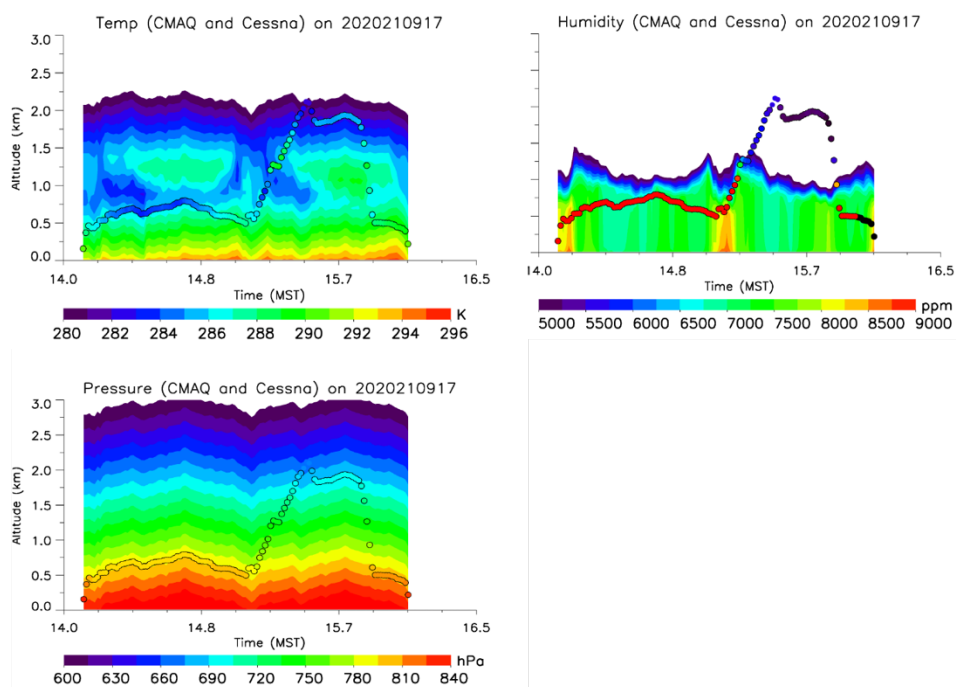 Temp (CMAQ and Cessna) on 2020210917
Altitude (km)
3.0
2.5
2.0
1.5
1.0
0.5
0.0
14.0 14.8 15.7 16.5
Time (MST)
K
280 282 284 286 288 290 292 294 296
Humidity (CMAQ and Cessna) on 2020210917
14.0 14.8 15.7 16.5
Time (MST)
ppm
5000 5500 6000 6500 7000 7500 8000 8500 9000
Pressure (CMAQ and Cessna) on 2020210917
Altitude (km)
3.0
2.5
2.0
1.5
1.0
0.5
0.0
14.0 14.8 15.7 16.5
Time (MST)
hPa
600 630 660 690 720 750 780 810 840